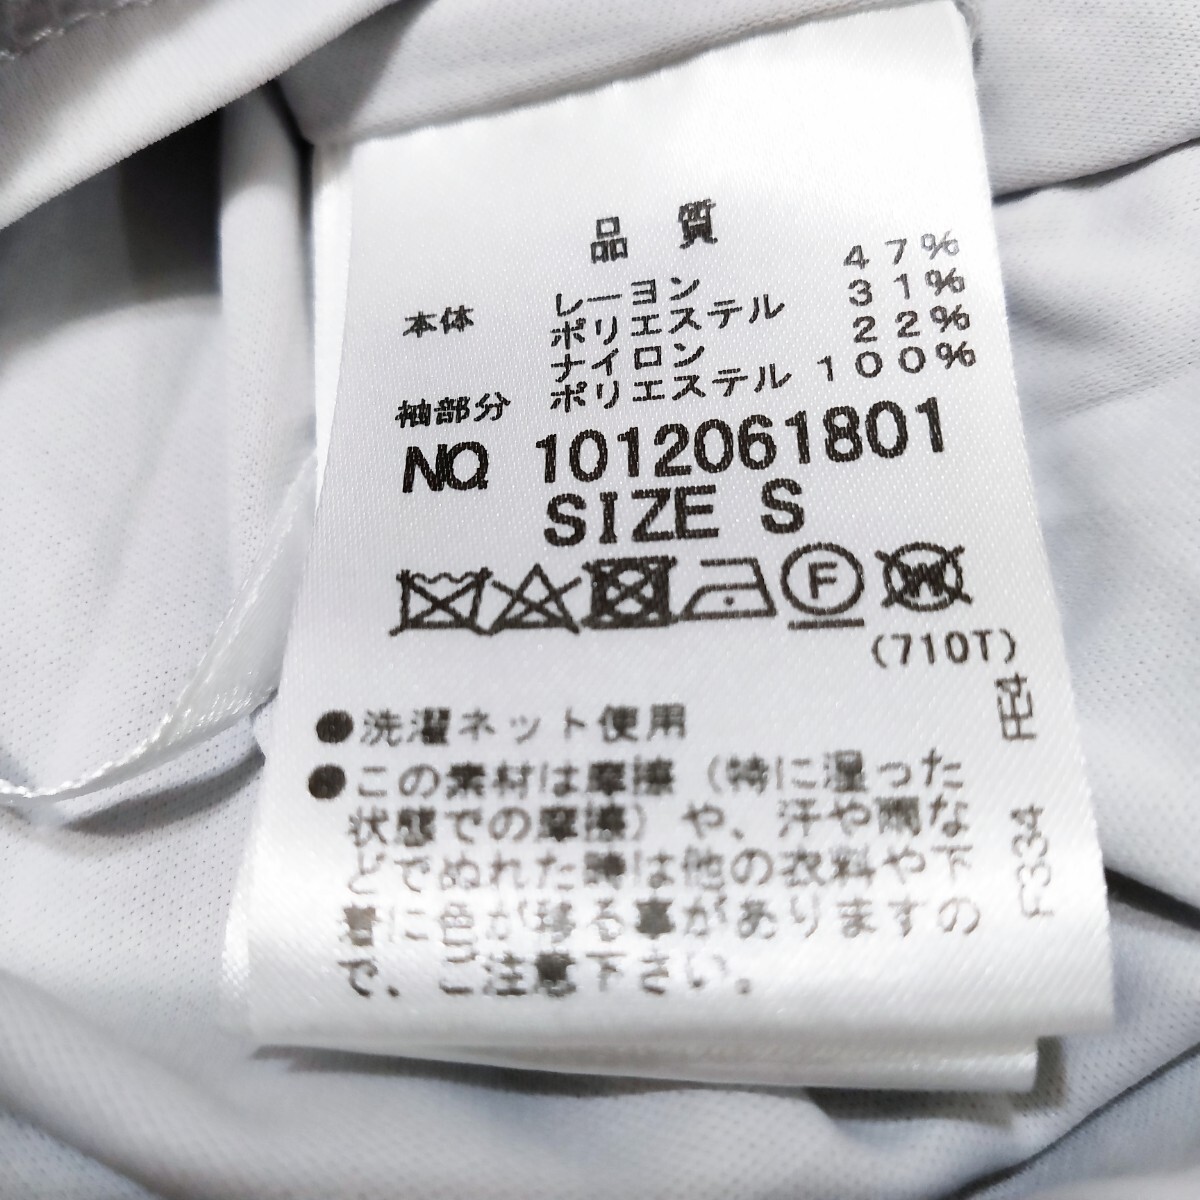 品 質
本体 レーヨン 47%
ポリエステル 31%
ナイロン 22%
袖部分 ポリエステル 100%
NO. 1012061801
SIZE S
F
W
(710T)
●洗濯ネット使用
●この素材は摩擦（特に湿った
状態での摩擦）や、汗や雨な
どでぬれた時は他の衣料や下
着に色が移る事がありますの
で、ご注意下さい。
F334